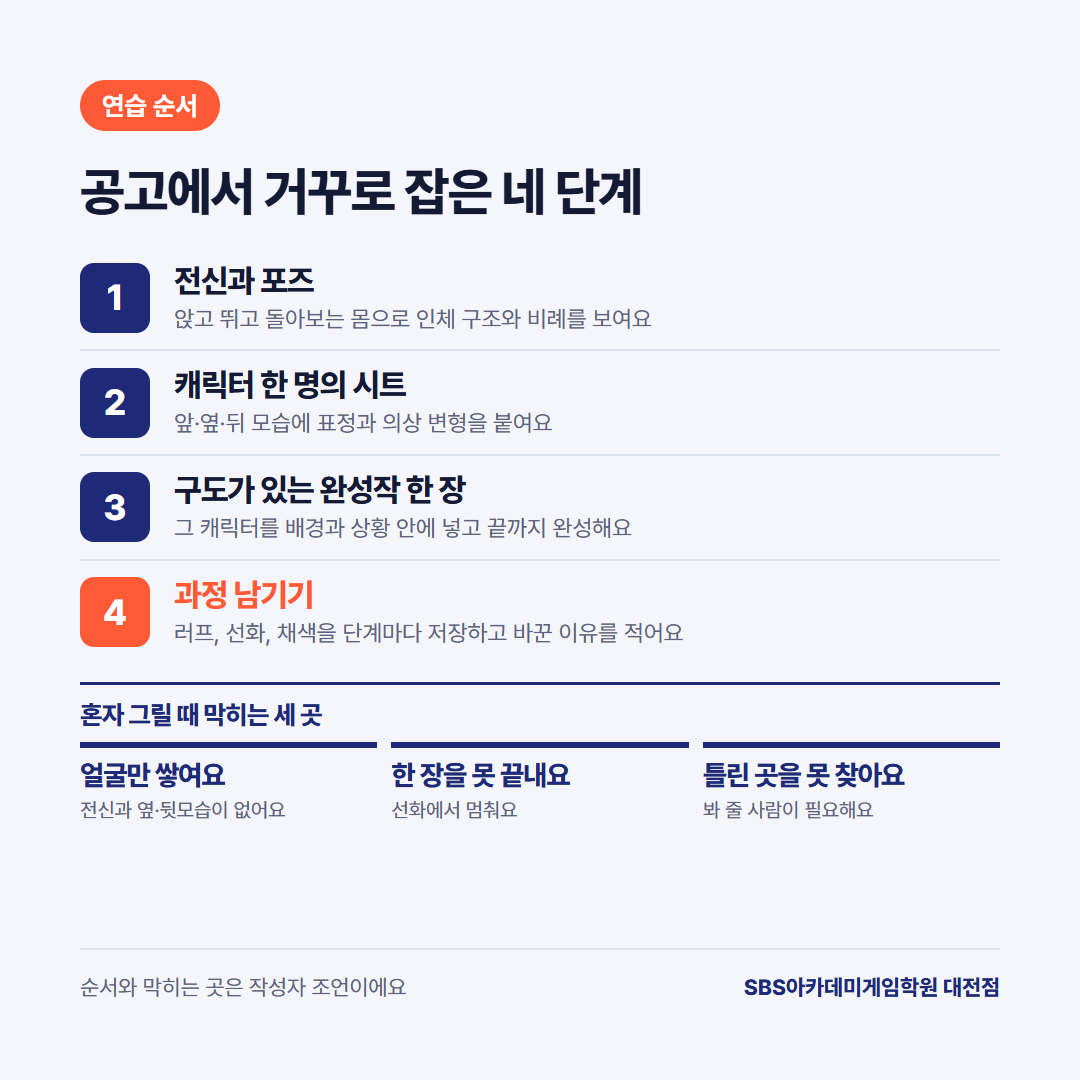 연습 순서
공고에서 거꾸로 잡은 네 단계
1
전신과 포즈
앉고 뛰고 돌아보는 몸으로 인체 구조와 비례를 보여요
2
캐릭터 한 명의 시트
앞·옆·뒤 모습에 표정과 의상 변형을 붙여요
3
구도가 있는 완성작 한 장
그 캐릭터를 배경과 상황 안에 넣고 끝까지 완성해요
4
과정 남기기
러프, 선화, 채색을 단계마다 저장하고 바꾼 이유를 적어요
혼자 그릴 때 막히는 세 곳
얼굴만 쌓여요
전신과 옆·뒷모습이 없어요
한 장을 못 끝내요
선화에서 멈춰요
틀린 곳을 못 찾아요
봐 줄 사람이 필요해요
순서와 막히는 곳은 작성자 조언이에요
SBS아카데미게임학원 대전점